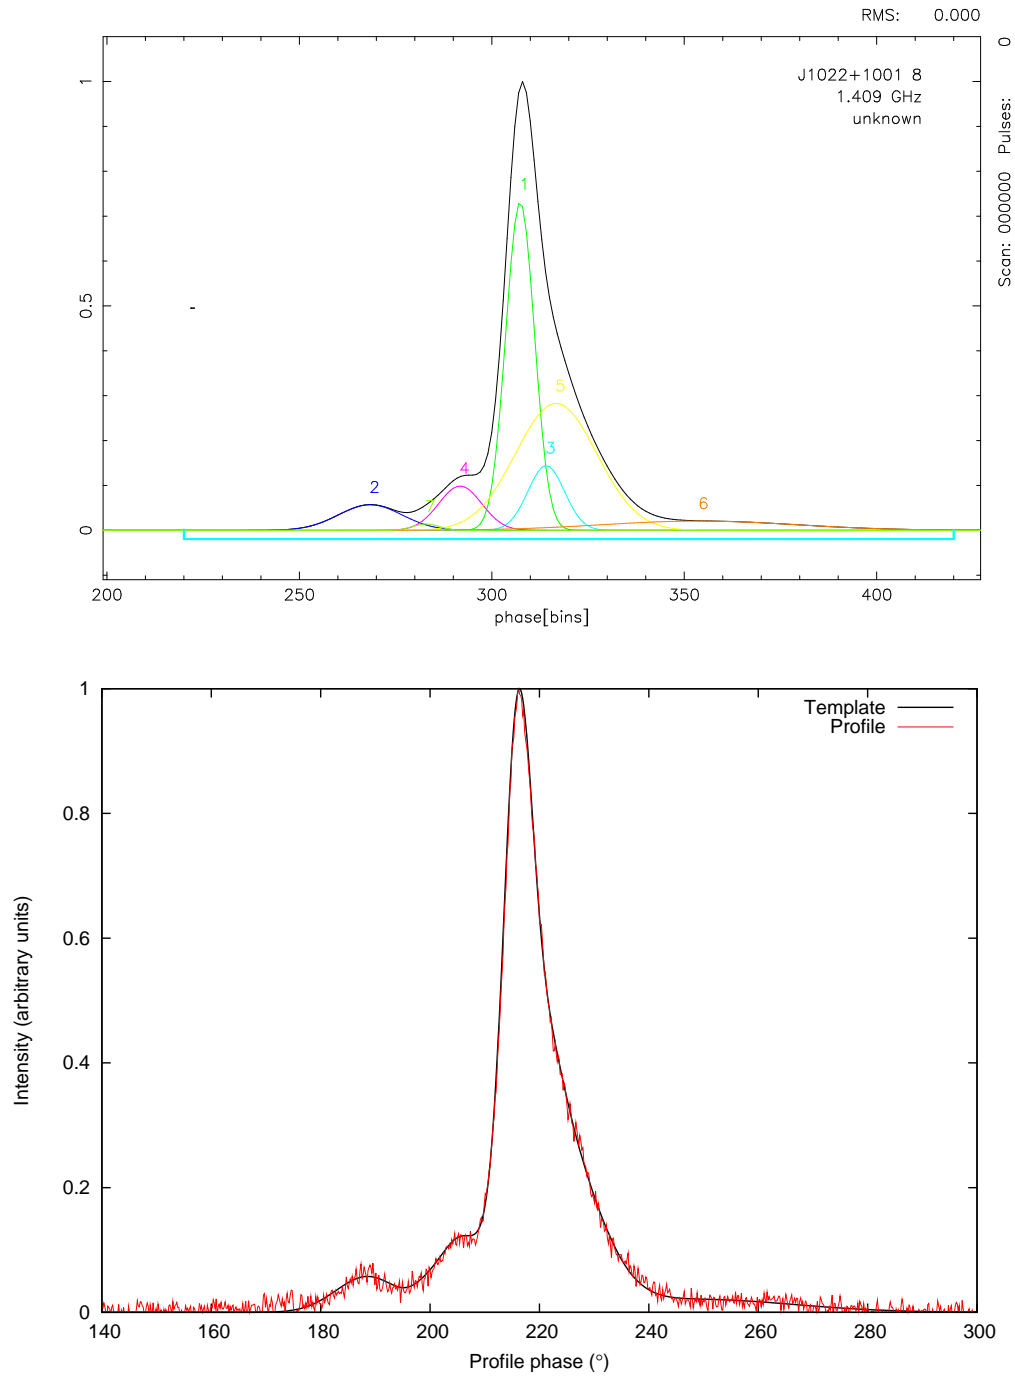 RMS: 0.000
Scan: 000000 Pulses: 0
J1022+1001 8
1.409 GHz
unknown
1
0.5
0
1
5
3
4
2
7
6
200 250 300 350 400
phase[bins]
Template
Profile
1
0.8
0.6
0.4
0.2
0
Intensity (arbitrary units)
140 160 180 200 220 240 260 280 300
Profile phase (°)